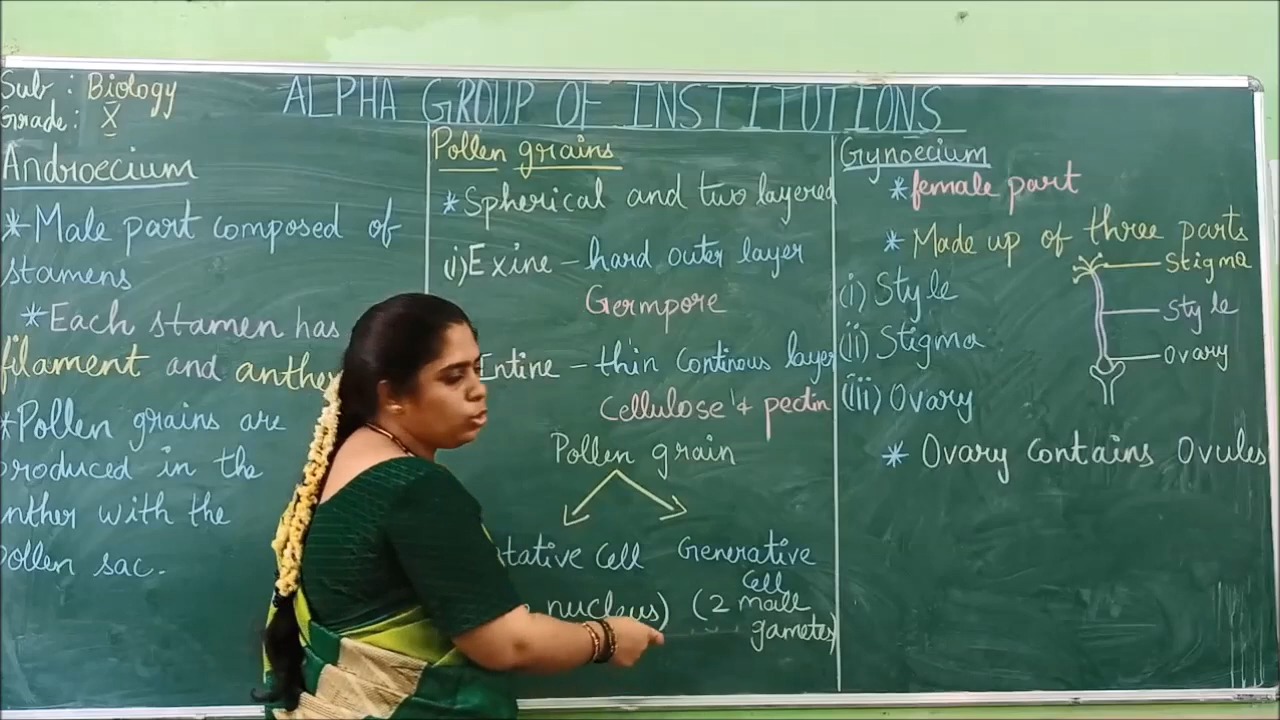 Sub : Biology
Grade: X
ALPHA GROUP OF INSTITUTIONS
Androecium
* Male part composed of
stamens
* Each stamen has
filament and anther
* Pollen grains are
produced in the
anther with the
pollen sac.
Pollen grains
* Spherical and two layered
(i) Exine - hard outer layer
Germpore
Intine - thin continous layer
Cellulose & pectin
Pollen grain
tative Cell
Generative
Cell
nucleus)
(2 male
gametes)
Gynoecium
* female part
* Made up of three parts
(i) Style
(ii) Stigma
(iii) Ovary
Stigma
Style
Ovary
* Ovary contains Ovules